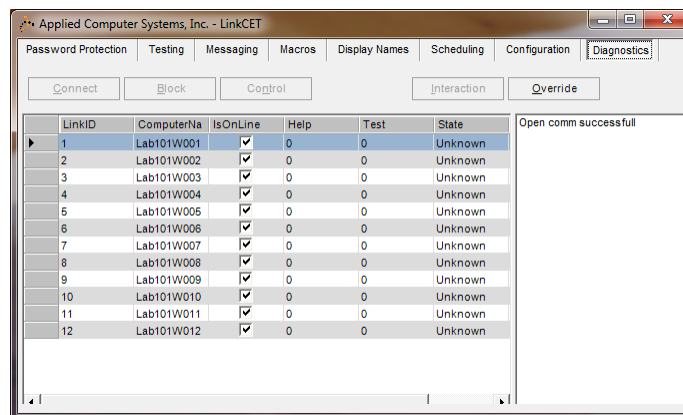 Applied Computer Systems, Inc. - LinkCET
Password Protection Testing Messaging Macros Display Names Scheduling Configuration Diagnostics
Connect Block Control Interaction Override
LinkID ComputerNa IsOnLine Help Test State
1 Lab101W001 0 0 Unknown
2 Lab101W002 0 0 Unknown
3 Lab101W003 0 0 Unknown
4 Lab101W004 0 0 Unknown
5 Lab101W005 0 0 Unknown
6 Lab101W006 0 0 Unknown
7 Lab101W007 0 0 Unknown
8 Lab101W008 0 0 Unknown
9 Lab101W009 0 0 Unknown
10 Lab101W010 0 0 Unknown
11 Lab101W011 0 0 Unknown
12 Lab101W012 0 0 Unknown
Open comm successfull